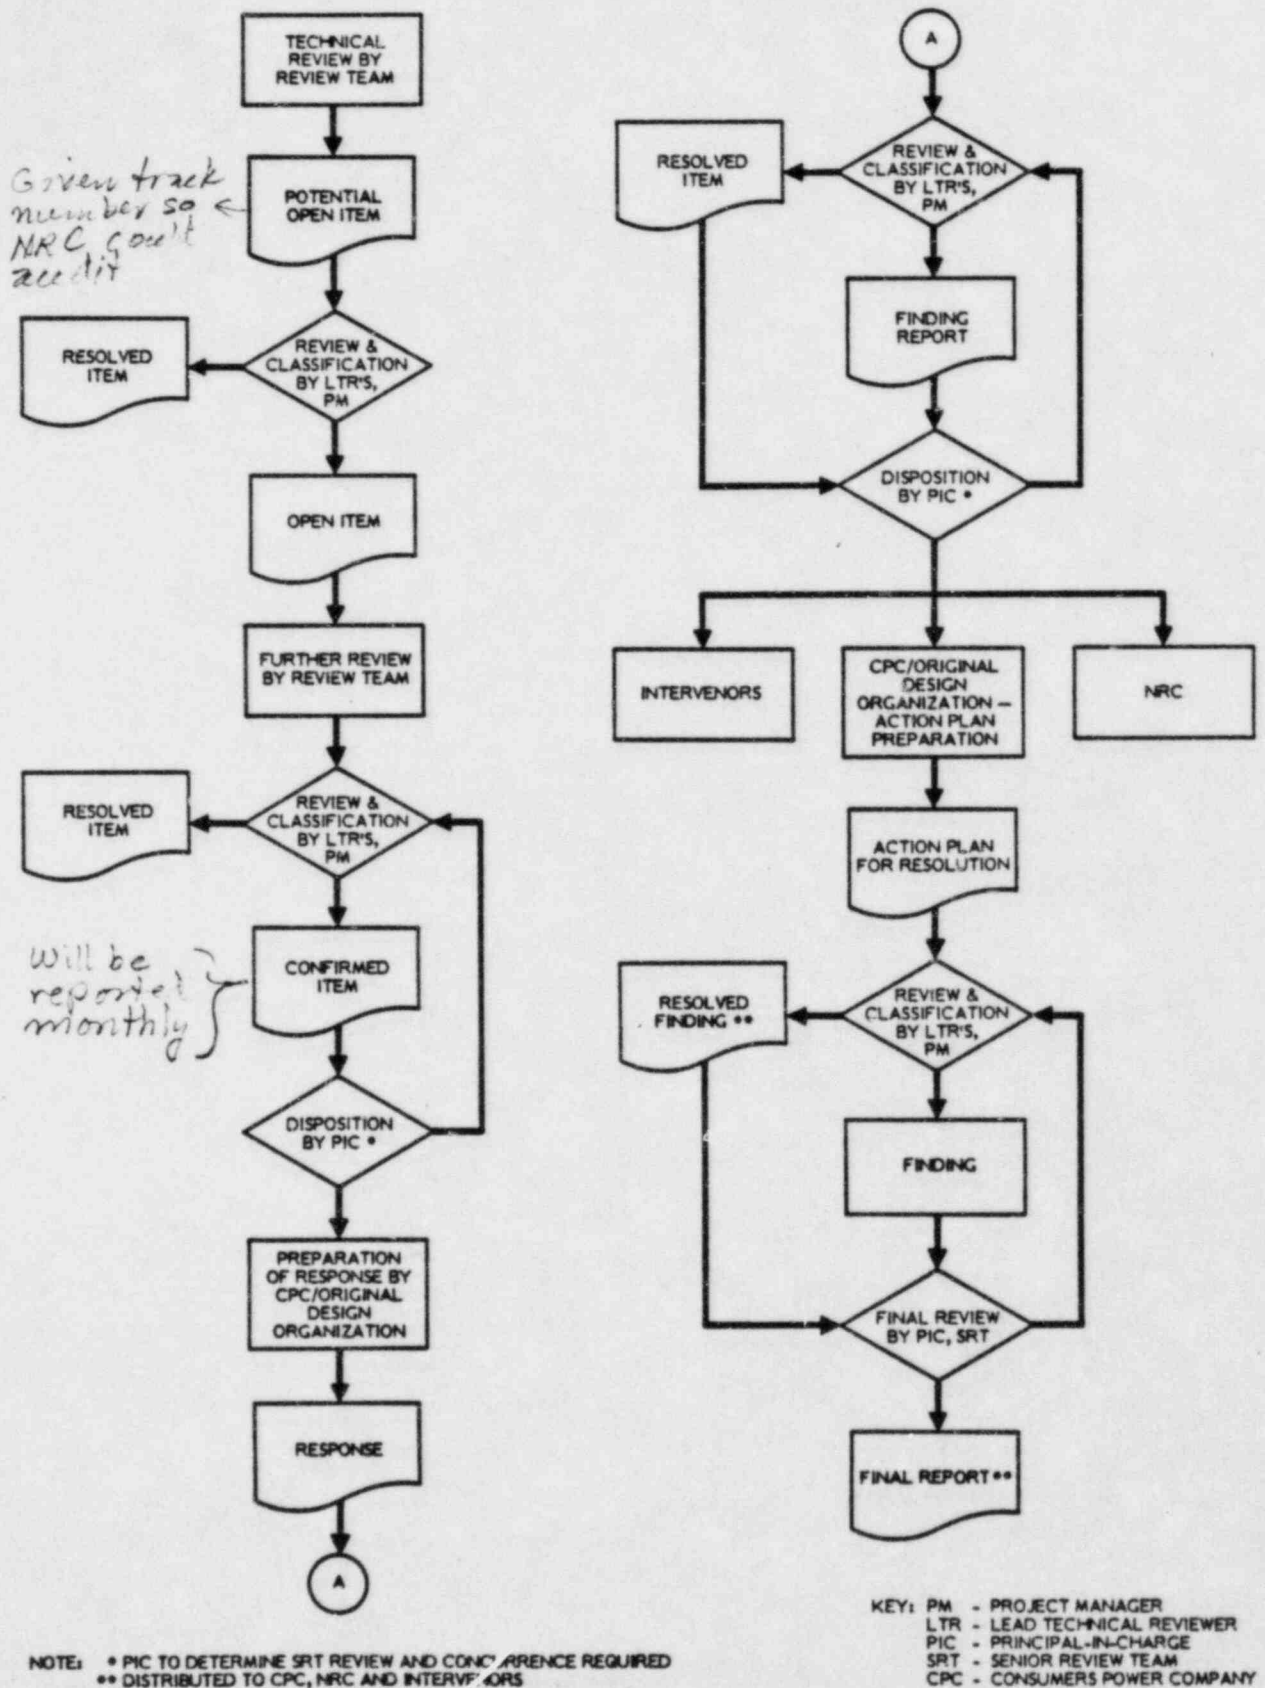 TECHNICAL
REVIEW BY
REVIEW TEAM
Given track
number so
NRC could
audit
POTENTIAL
OPEN ITEM
RESOLVED
ITEM
REVIEW &
CLASSIFICATION
BY LTR'S,
PM
OPEN ITEM
FURTHER REVIEW
BY REVIEW TEAM
RESOLVED
ITEM
REVIEW &
CLASSIFICATION
BY LTR'S,
PM
Will be
reported
monthly
CONFIRMED
ITEM
DISPOSITION
BY PIC *
PREPARATION
OF RESPONSE BY
CPC/ORIGINAL
DESIGN
ORGANIZATION
RESPONSE
A
A
RESOLVED
ITEM
REVIEW &
CLASSIFICATION
BY LTR'S,
PM
FINDING
REPORT
DISPOSITION
BY PIC *
INTERVENORS
CPC/ORIGINAL
DESIGN
ORGANIZATION –
ACTION PLAN
PREPARATION
NRC
ACTION PLAN
FOR RESOLUTION
RESOLVED
FINDING **
REVIEW &
CLASSIFICATION
BY LTR'S,
PM
FINDING
FINAL REVIEW
BY PIC, SRT
FINAL REPORT **
KEY: PM - PROJECT MANAGER
LTR - LEAD TECHNICAL REVIEWER
PIC - PRINCIPAL-IN-CHARGE
SRT - SENIOR REVIEW TEAM
CPC - CONSUMERS POWER COMPANY
NOTE: * PIC TO DETERMINE SRT REVIEW AND CONCURRENCE REQUIRED
** DISTRIBUTED TO CPC, NRC AND INTERVENORS